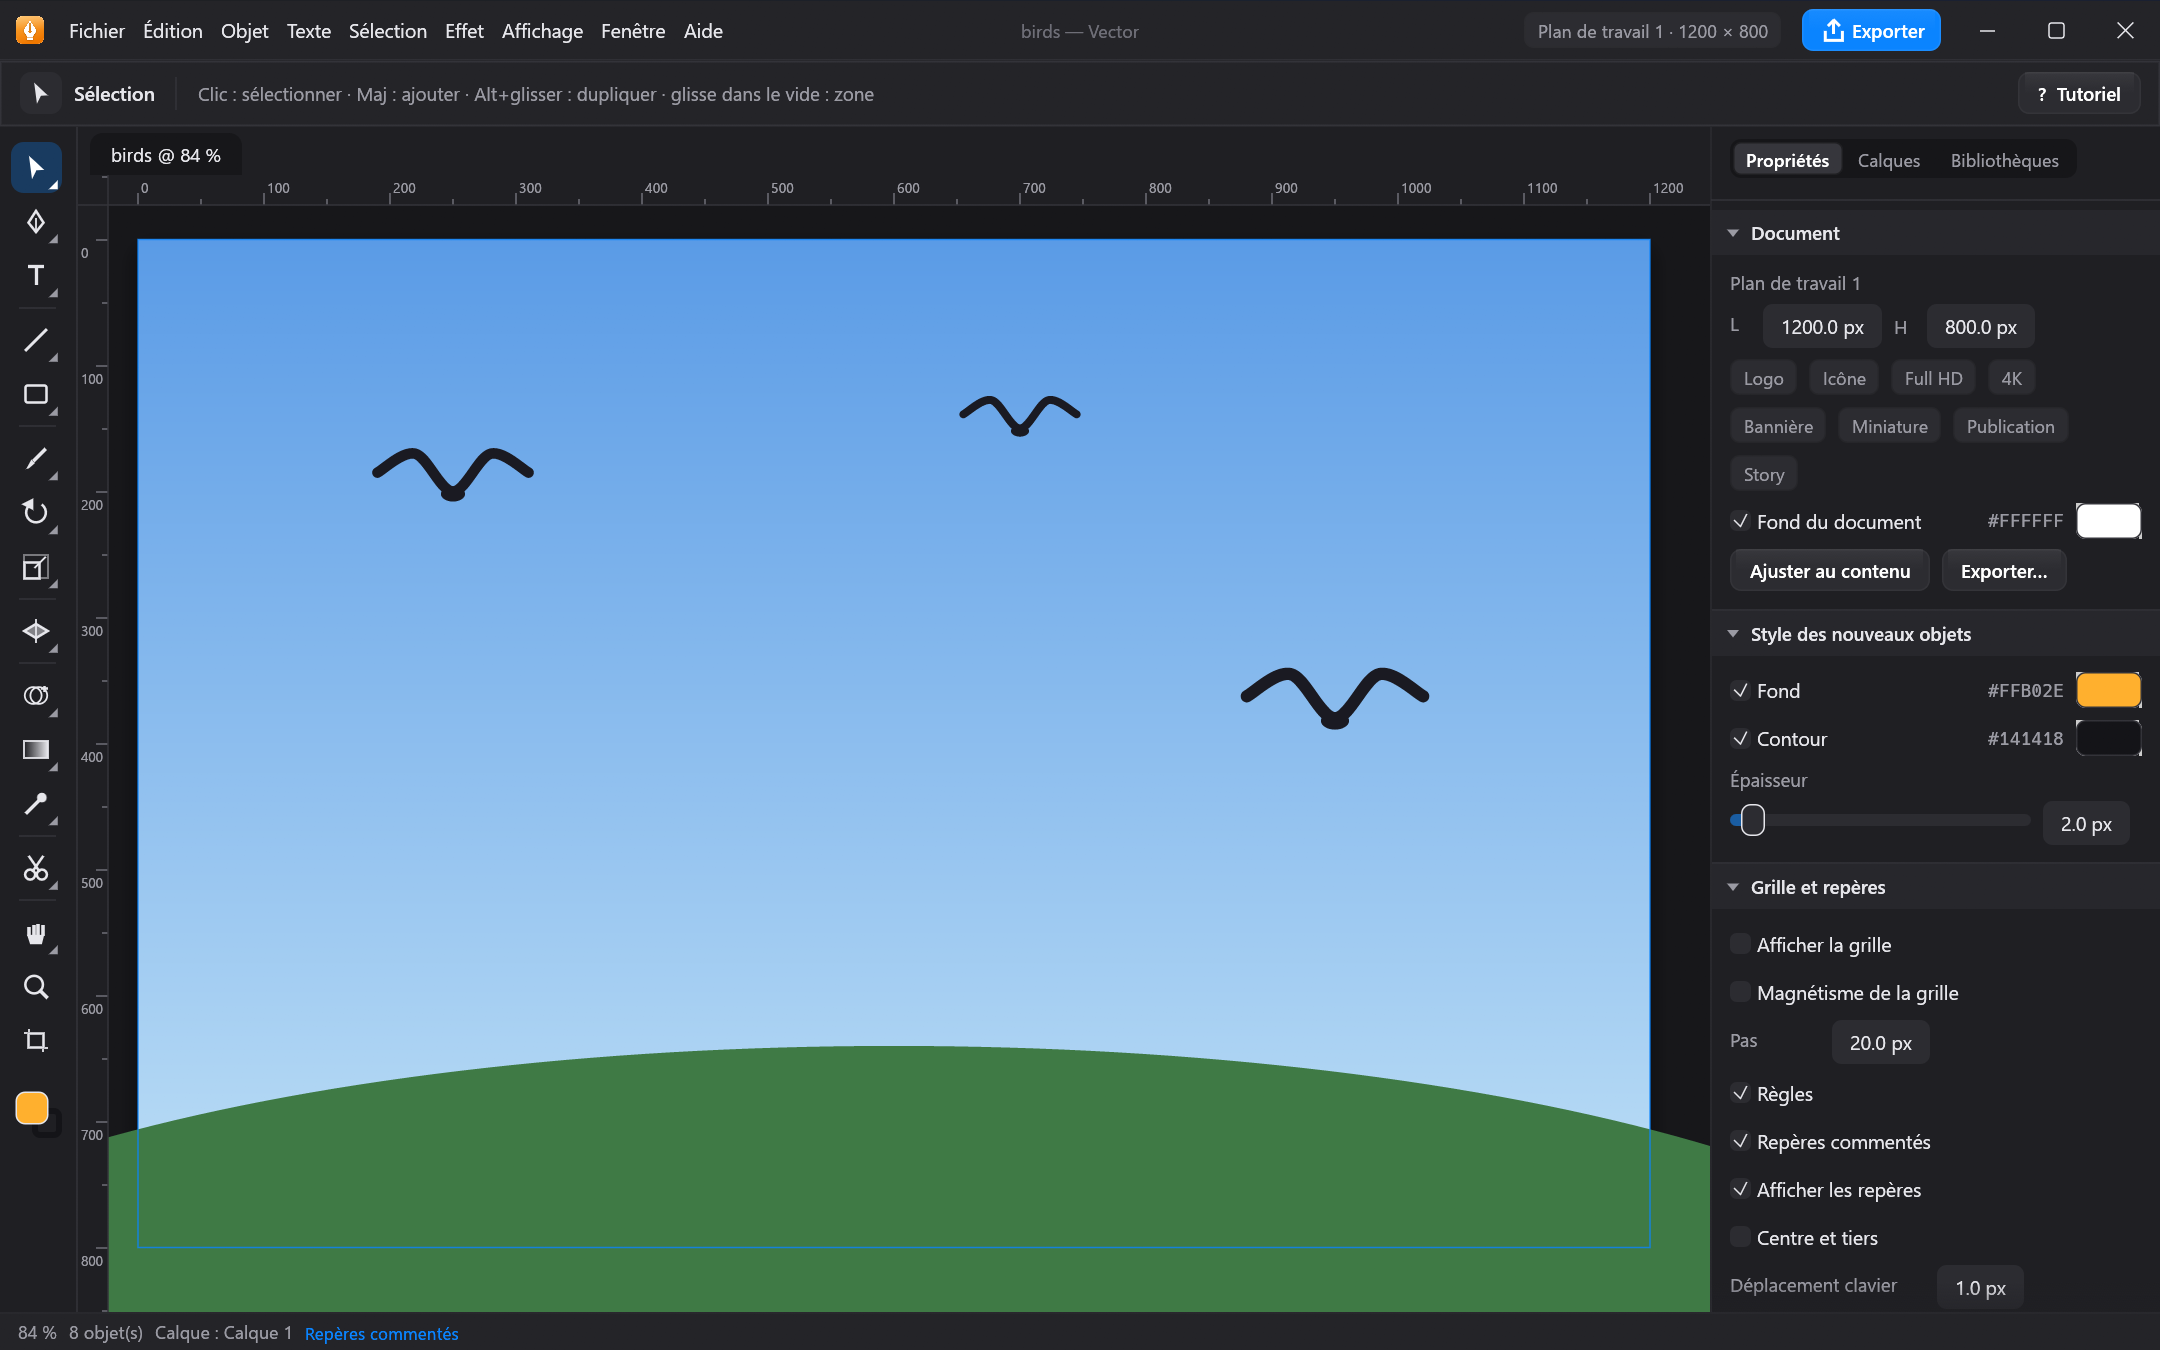 Fichier Édition Objet Texte Sélection Effet Affichage Fenêtre Aide birds — Vector Plan de travail 1 · 1200 × 800 Exporter
Sélection Clic : sélectionner · Maj : ajouter · Alt+glisser : dupliquer · glisse dans le vide : zone ? Tutoriel
birds @ 84 %
0 100 200 300 400 500 600 700 800 900 1000 1100 1200
0
100
200
300
400
500
600
700
800
T
Propriétés Calques Bibliothèques
Document
Plan de travail 1
L 1200.0 px H 800.0 px
Logo Icône Full HD 4K
Bannière Miniature Publication
Story
Fond du document #FFFFFF
Ajuster au contenu Exporter...
Style des nouveaux objets
Fond #FFB02E
Contour #141418
Épaisseur
2.0 px
Grille et repères
Afficher la grille
Magnétisme de la grille
Pas 20.0 px
Règles
Repères commentés
Afficher les repères
Centre et tiers
Déplacement clavier 1.0 px
84 % 8 objet(s) Calque : Calque 1 Repères commentés